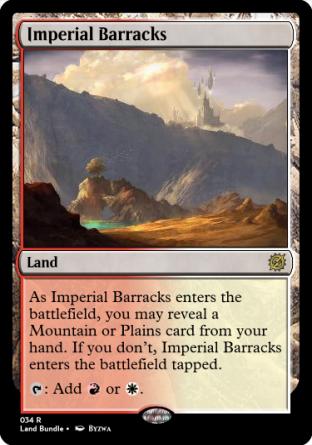 Imperial Barracks
Land
As Imperial Barracks enters the
battlefield, you may reveal a
Mountain or Plains card from your
hand. If you don't, Imperial Barracks
enters the battlefield tapped.
: Add or .
034 R
Land Bundle • Byzwa